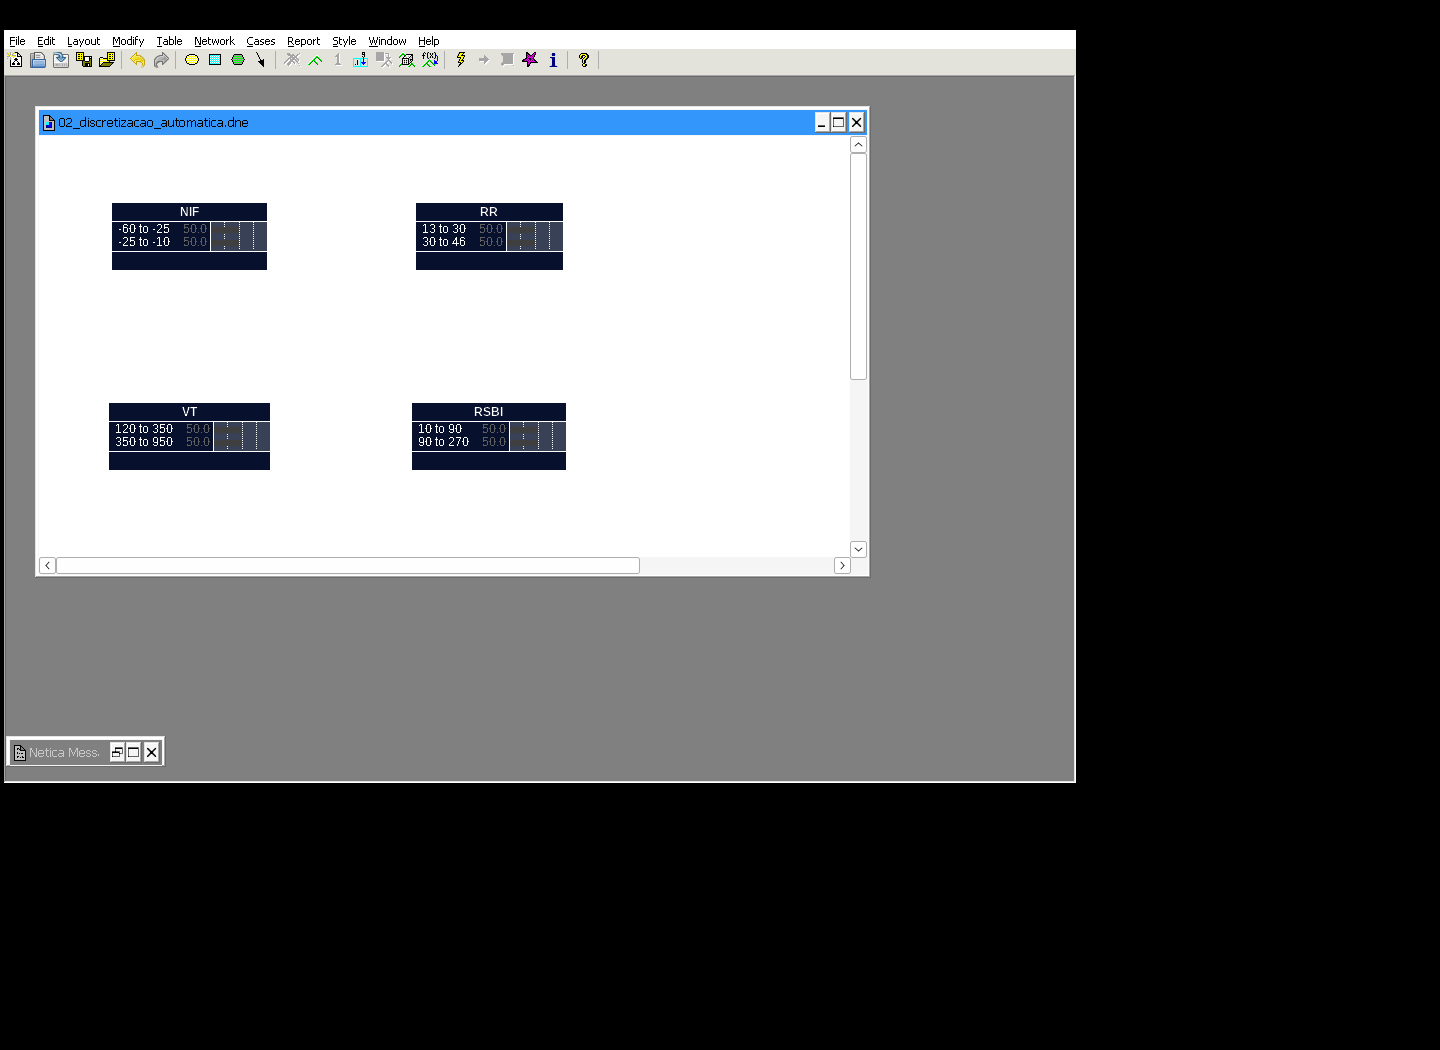 File Edit Layout Modify Table Network Cases Report Style Window Help
1 f(x) i ?
02_discretizacao_automatica.dne
NIF
-60 to -25 50.0
-25 to -10 50.0
RR
13 to 30 50.0
30 to 46 50.0
VT
120 to 350 50.0
350 to 950 50.0
RSBI
10 to 90 50.0
90 to 270 50.0
Netica Mess